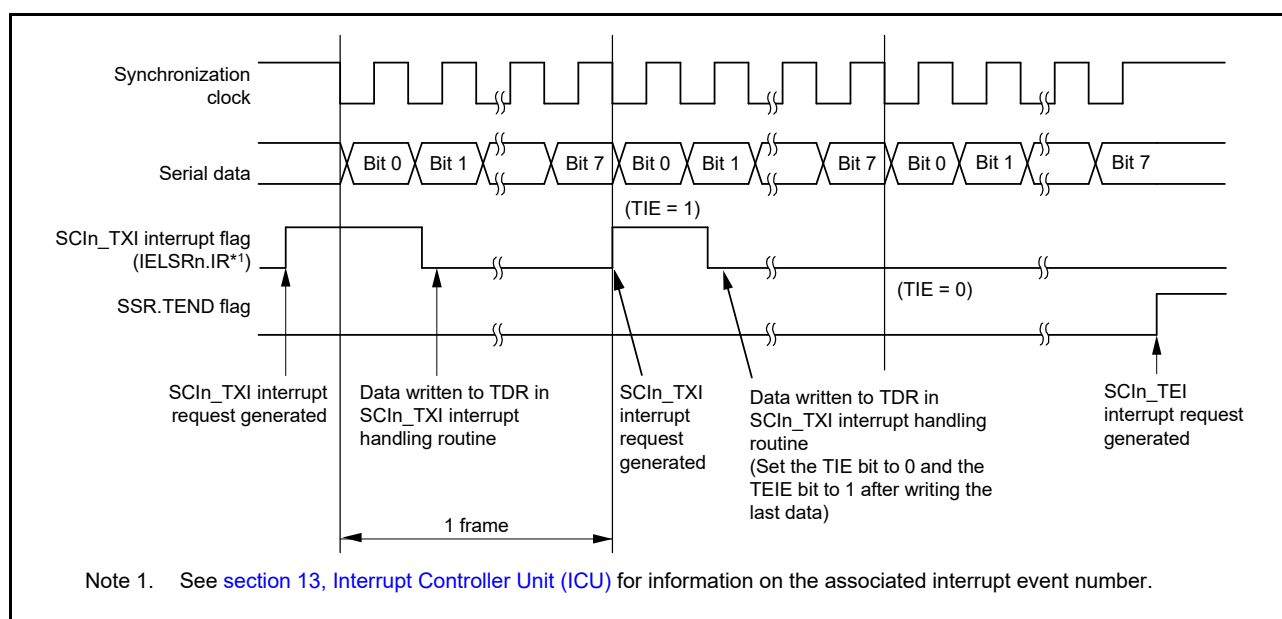 Synchronization
clock
Serial data
Bit 0 Bit 1 Bit 7 Bit 0 Bit 1 Bit 7 Bit 0 Bit 1 Bit 7
(TIE = 1)
SCIn_TXI interrupt flag
(IELSRn.IR*1)
(TIE = 0)
SSR.TEND flag
SCIn_TXI interrupt
request generated
Data written to TDR in
SCIn_TXI interrupt
handling routine
SCIn_TXI
interrupt
request
generated
Data written to TDR in
SCIn_TXI interrupt handling
routine
(Set the TIE bit to 0 and the
TEIE bit to 1 after writing the
last data)
SCIn_TEI
interrupt request
generated
1 frame
Note 1. See section 13, Interrupt Controller Unit (ICU) for information on the associated interrupt event number.